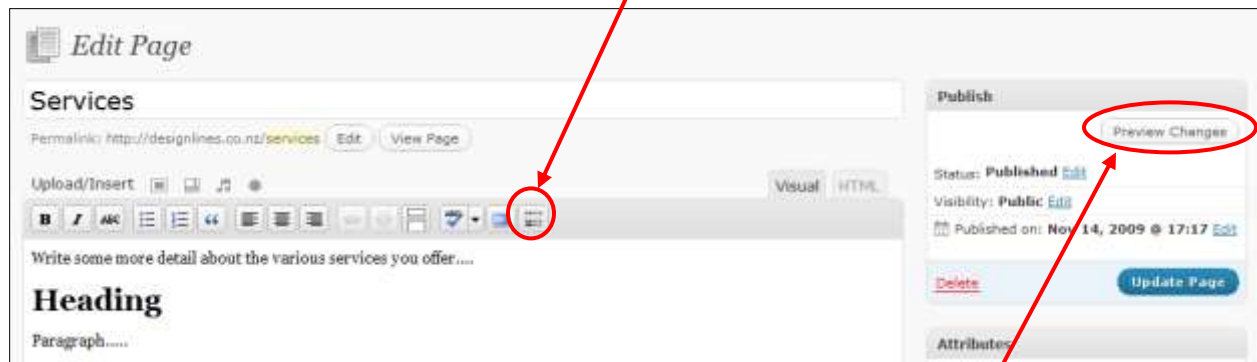 Edit Page
Services
Permalink: http://designlines.co.nz/services Edit View Page
Upload/Insert
Visual HTML
B I ABC
Write some more detail about the various services you offer....
Heading
Paragraph.....
Publish
Preview Changes
Status: Published Edit
Visibility: Public Edit
Published on: Nov 14, 2009 @ 17:17 Edit
Delete Update Page
Attributes